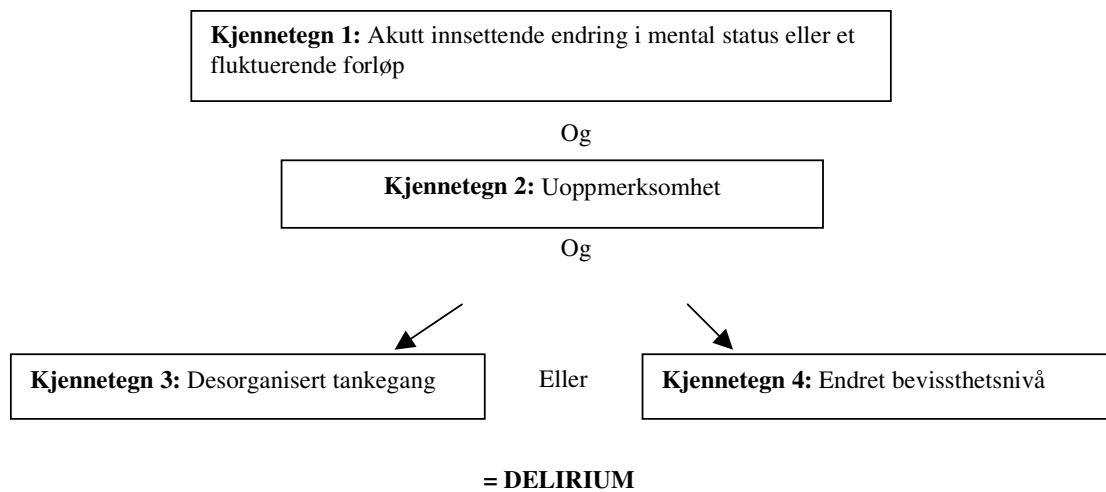 Kjennetegn 1: Akutt innsettende endring i mental status eller et
fluktuerende forløp
Og
Kjennetegn 2: Uoppmerksomhet
Og
Kjennetegn 3: Desorganisert tankegang
Eller
Kjennetegn 4: Endret bevissthetsnivå
= DELIRIUM